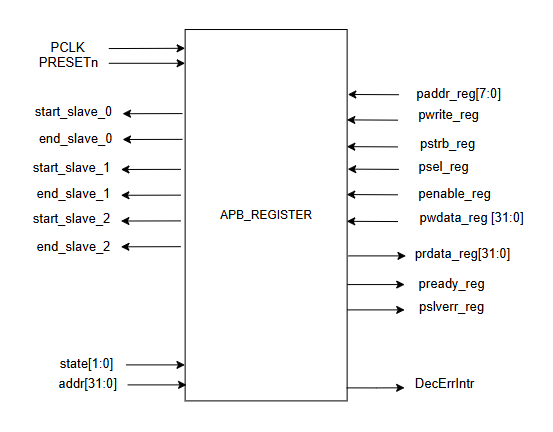 PCLK
PRESETn
start_slave_0
end_slave_0
start_slave_1
end_slave_1
start_slave_2
end_slave_2
state[1:0]
addr[31:0]
APB_REGISTER
paddr_reg[7:0]
pwrite_reg
pstrb_reg
psel_reg
penable_reg
pwdata_reg [31:0]
prdata_reg[31:0]
pready_reg
pslverr_reg
DecErrIntr